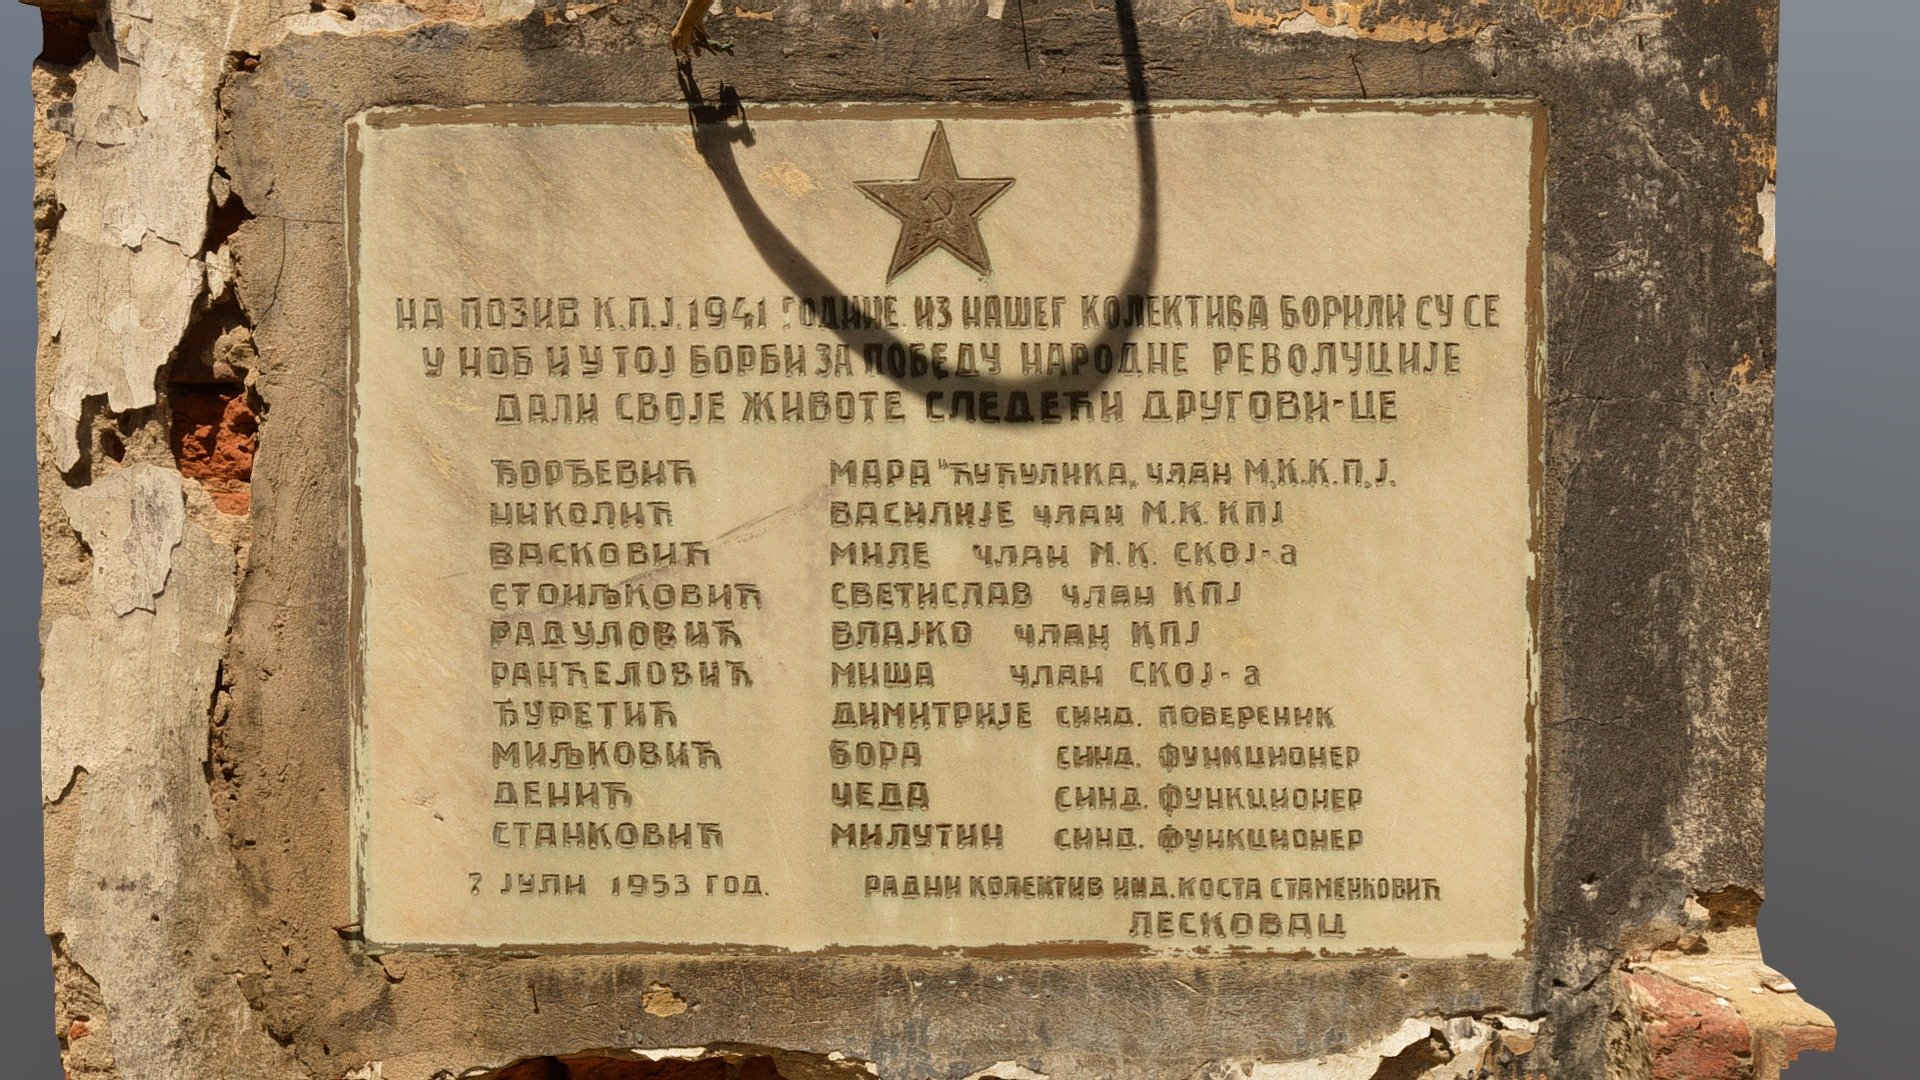 НА ПОЗИВ К.П.Ј. 1941 ГОДИНЕ, ИЗ НАШЕГ КОЛЕКТИВА БОРИЛИ СУ СЕ
У НОБ И У ТОЈ БОРБИ ЗА ПОБЕДУ НАРОДНЕ РЕВОЛУЦИЈЕ
ДАЛИ СВОЈЕ ЖИВОТЕ СЛЕДЕЋИ ДРУГОВИ-ЦЕ
ЂОРЂЕВИЋ МАРА "ЋУЋУЛИКА„ члан М.К.К.П.Ј.
НИКОЛИЋ ВАСИЛИЈЕ члан М.К. КПЈ
ВАСКОВИЋ МИЛЕ члан М.К. СКОЈ-а
СТОИЉКОВИЋ СВЕТИСЛАВ члан КПЈ
РАДУЛОВИЋ ВЛАЈКО члан КПЈ
РАНЂЕЛОВИЋ МИША члан СКОЈ-а
ЂУРЕТИЋ ДИМИТРИЈЕ СИНД. ПОВЕРЕНИК
МИЉКОВИЋ БОРА СИНД. ФУНКЦИОНЕР
ДЕНИЋ ЧЕДА СИНД. ФУНКЦИОНЕР
СТАНКОВИЋ МИЛУТИН СИНД. ФУНКЦИОНЕР
7 ЈУЛИ 1953 ГОД. РАДНИ КОЛЕКТИВ ИНД. КОСТА СТАМЕНКОВИЋ
ЛЕСКОВАЦ